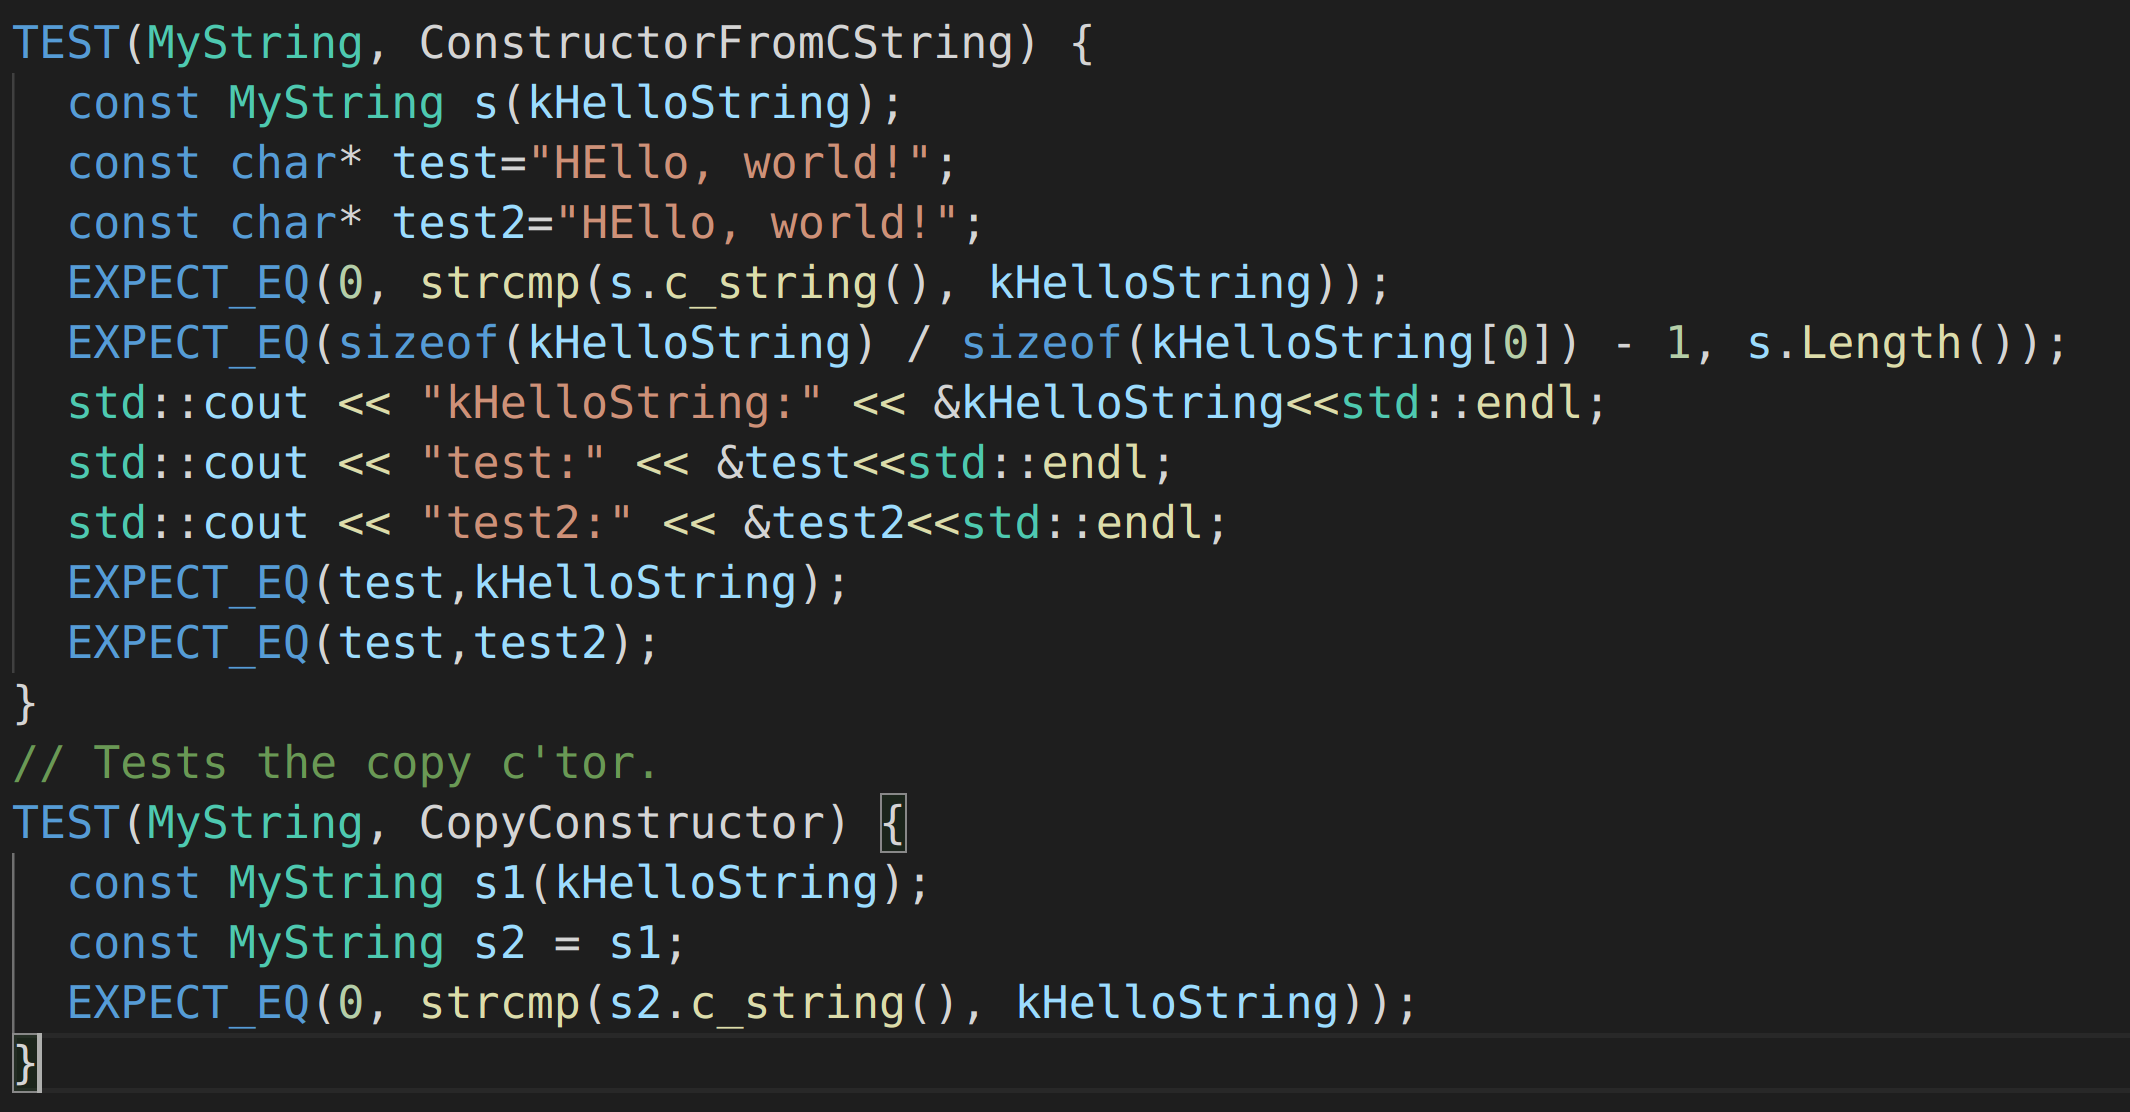 TEST(MyString, ConstructorFromCString) {
  const MyString s(kHelloString);
  const char* test="HEllo, world!";
  const char* test2="HEllo, world!";
  EXPECT_EQ(0, strcmp(s.c_string(), kHelloString));
  EXPECT_EQ(sizeof(kHelloString) / sizeof(kHelloString[0]) - 1, s.Length());
  std::cout << "kHelloString:" << &kHelloString<<std::endl;
  std::cout << "test:" << &test<<std::endl;
  std::cout << "test2:" << &test2<<std::endl;
  EXPECT_EQ(test,kHelloString);
  EXPECT_EQ(test,test2);
}
// Tests the copy c'tor.
TEST(MyString, CopyConstructor) {
  const MyString s1(kHelloString);
  const MyString s2 = s1;
  EXPECT_EQ(0, strcmp(s2.c_string(), kHelloString));
}